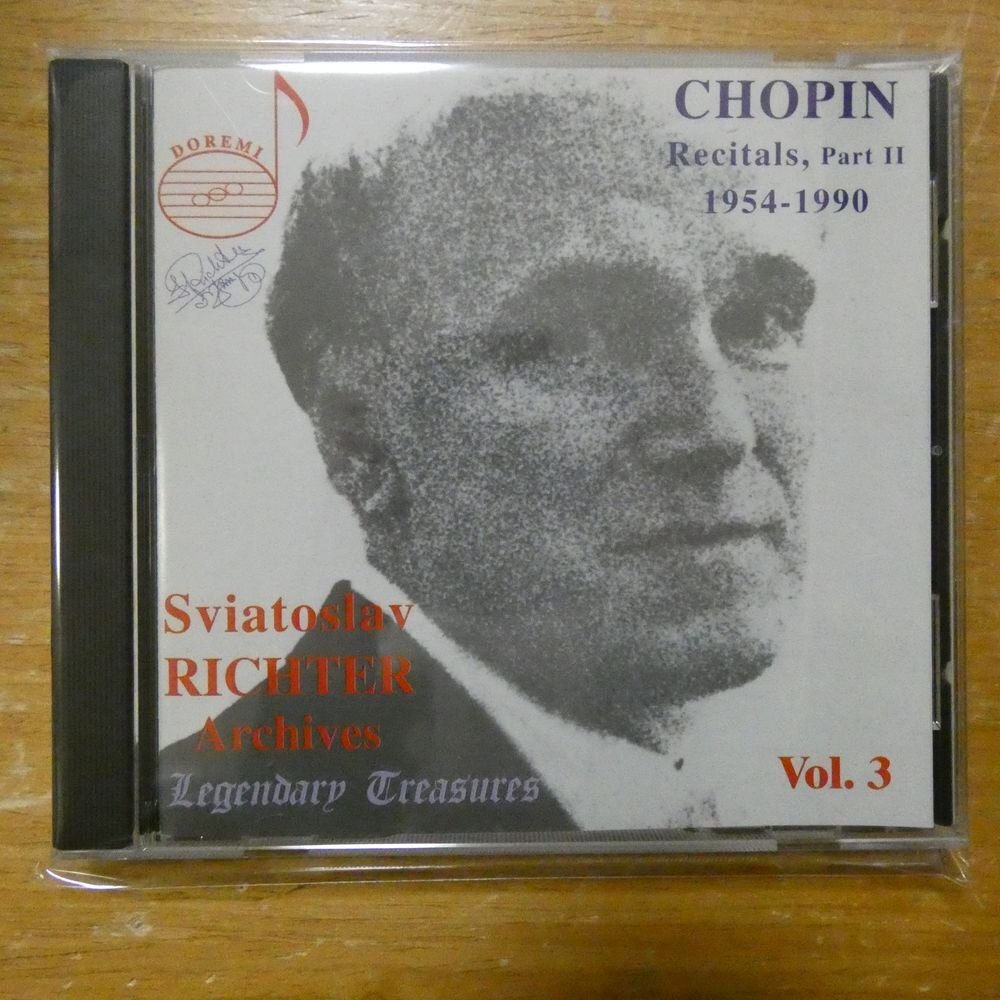 DOREMI
CHOPIN
Recitals, Part II
1954-1990
Sviatoslav
RICHTER
Archives
Legendary Treasures
Vol. 3